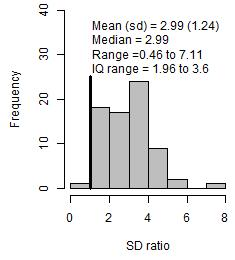 Mean (sd) = 2.99 (1.24)
Median = 2.99
Range =0.46 to 7.11
IQ range = 1.96 to 3.6
Frequency
40
30
20
10
0
0 2 4 6 8
SD ratio